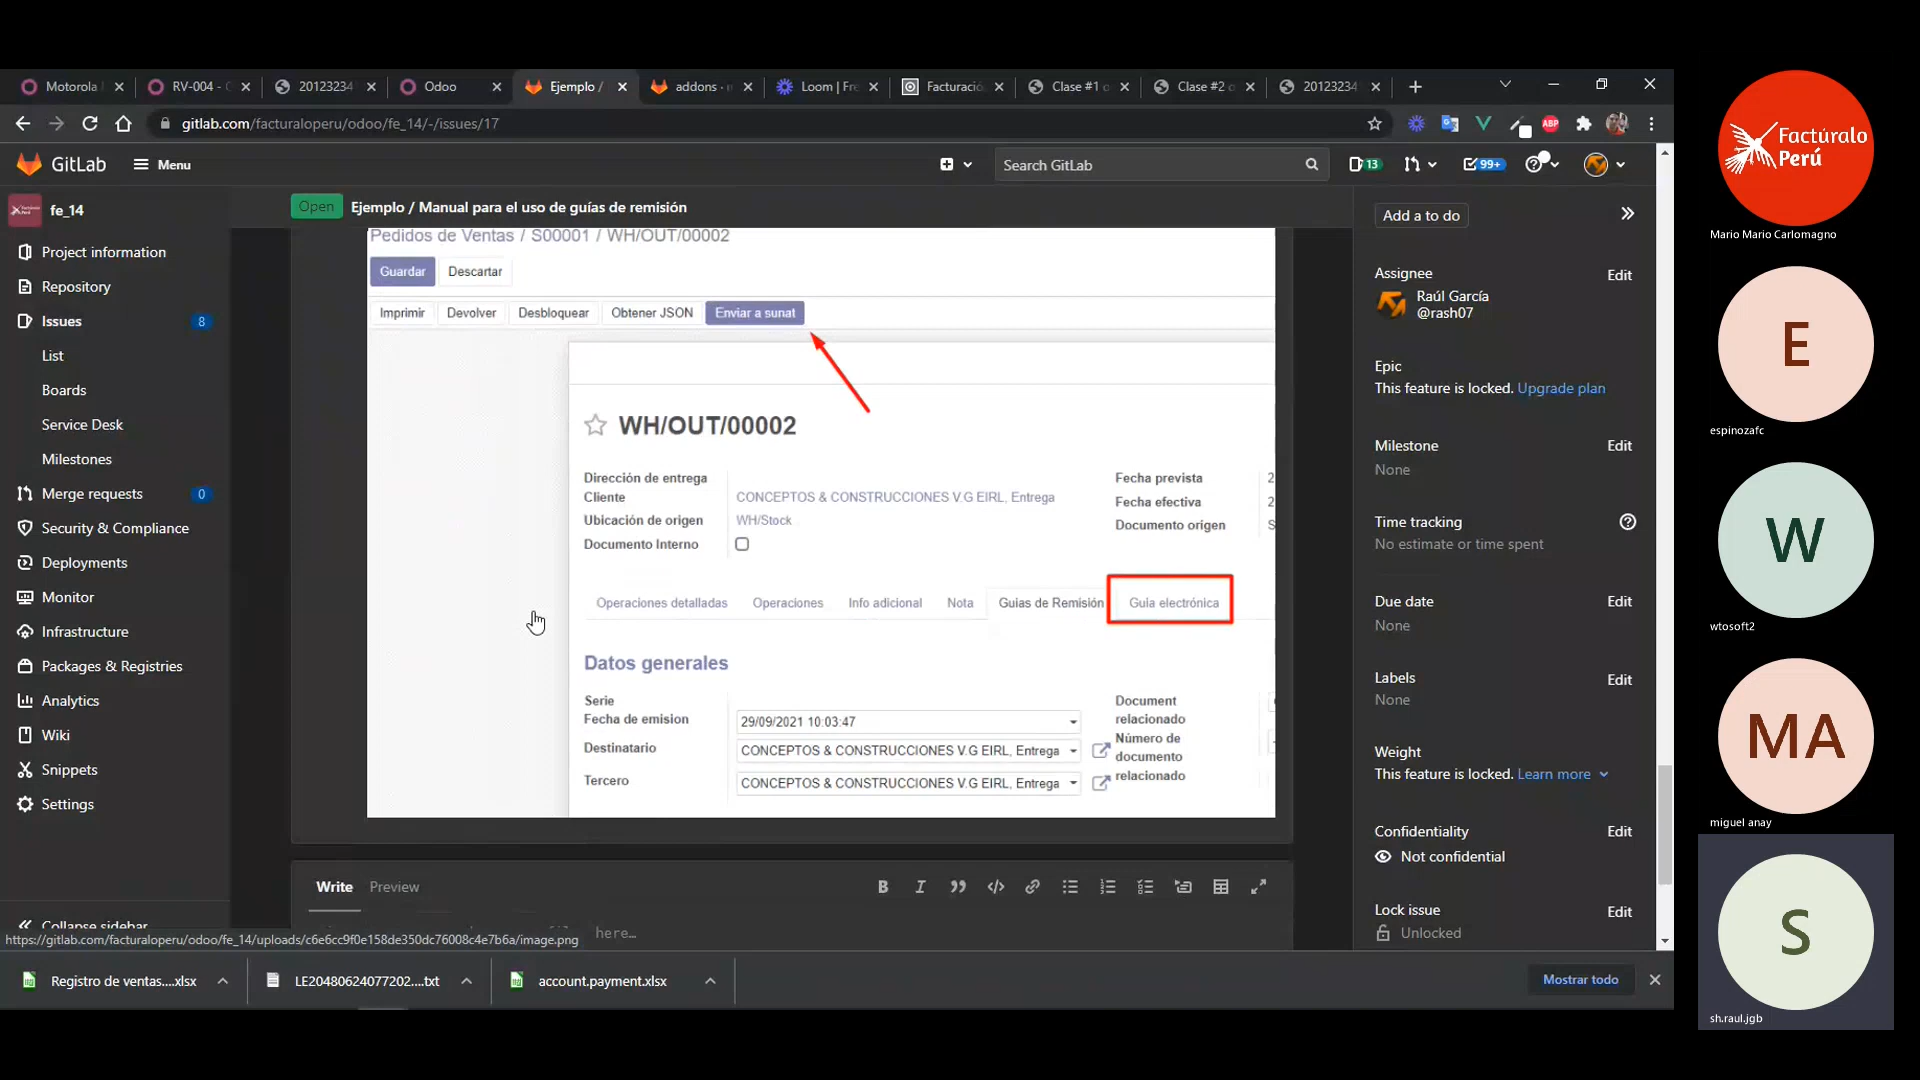 Motorola
RV-004 -
20123234
Odoo
Ejemplo /
addons ·
Loom | Fre
Facturació
Clase #1
Clase #2
20123234
gitlab.com/facturaloperu/odoo/fe_14/-/issues/17
ABP
GitLab
Menu
Search GitLab
13
99+
fe_14
Project information
Repository
Issues
8
List
Boards
Service Desk
Milestones
Merge requests
0
Security & Compliance
Deployments
Monitor
Infrastructure
Packages & Registries
Analytics
Wiki
Snippets
Settings
Collapse sidebar
Open
Ejemplo / Manual para el uso de guías de remisión
Pedidos de Ventas / S00001 / WH/OUT/00002
Guardar
Descartar
Imprimir
Devolver
Desbloquear
Obtener JSON
Enviar a sunat
WH/OUT/00002
Dirección de entrega
Cliente
CONCEPTOS & CONSTRUCCIONES V.G EIRL, Entrega
Ubicación de origen
WH/Stock
Documento Interno
Fecha prevista
2
Fecha efectiva
2
Documento origen
S
Operaciones detalladas
Operaciones
Info adicional
Nota
Guias de Remisión
Guia electrónica
Datos generales
Serie
Fecha de emision
29/09/2021 10:03:47
Destinatario
CONCEPTOS & CONSTRUCCIONES V.G EIRL, Entrega
Tercero
CONCEPTOS & CONSTRUCCIONES V.G EIRL, Entrega
Document
relacionado
Número de
documento
relacionado
Write
Preview
here…
https://gitlab.com/facturaloperu/odoo/fe_14/uploads/c6e6cc9f0e158de350dc76008c4e7b6a/image.png
Add a to do
Assignee
Edit
Raúl García
@rash07
Epic
This feature is locked. Upgrade plan
Milestone
Edit
None
Time tracking
No estimate or time spent
Due date
Edit
None
Labels
Edit
None
Weight
This feature is locked. Learn more
Confidentiality
Edit
Not confidential
Lock issue
Edit
Unlocked
Registro de ventas....xlsx
LE20480624077202....txt
account.payment.xlsx
Mostrar todo
Factúralo
Perú
Mario Mario Carlomagno
E
espinozafc
W
wtosoft2
MA
miguel anay
S
sh.raul.jgb